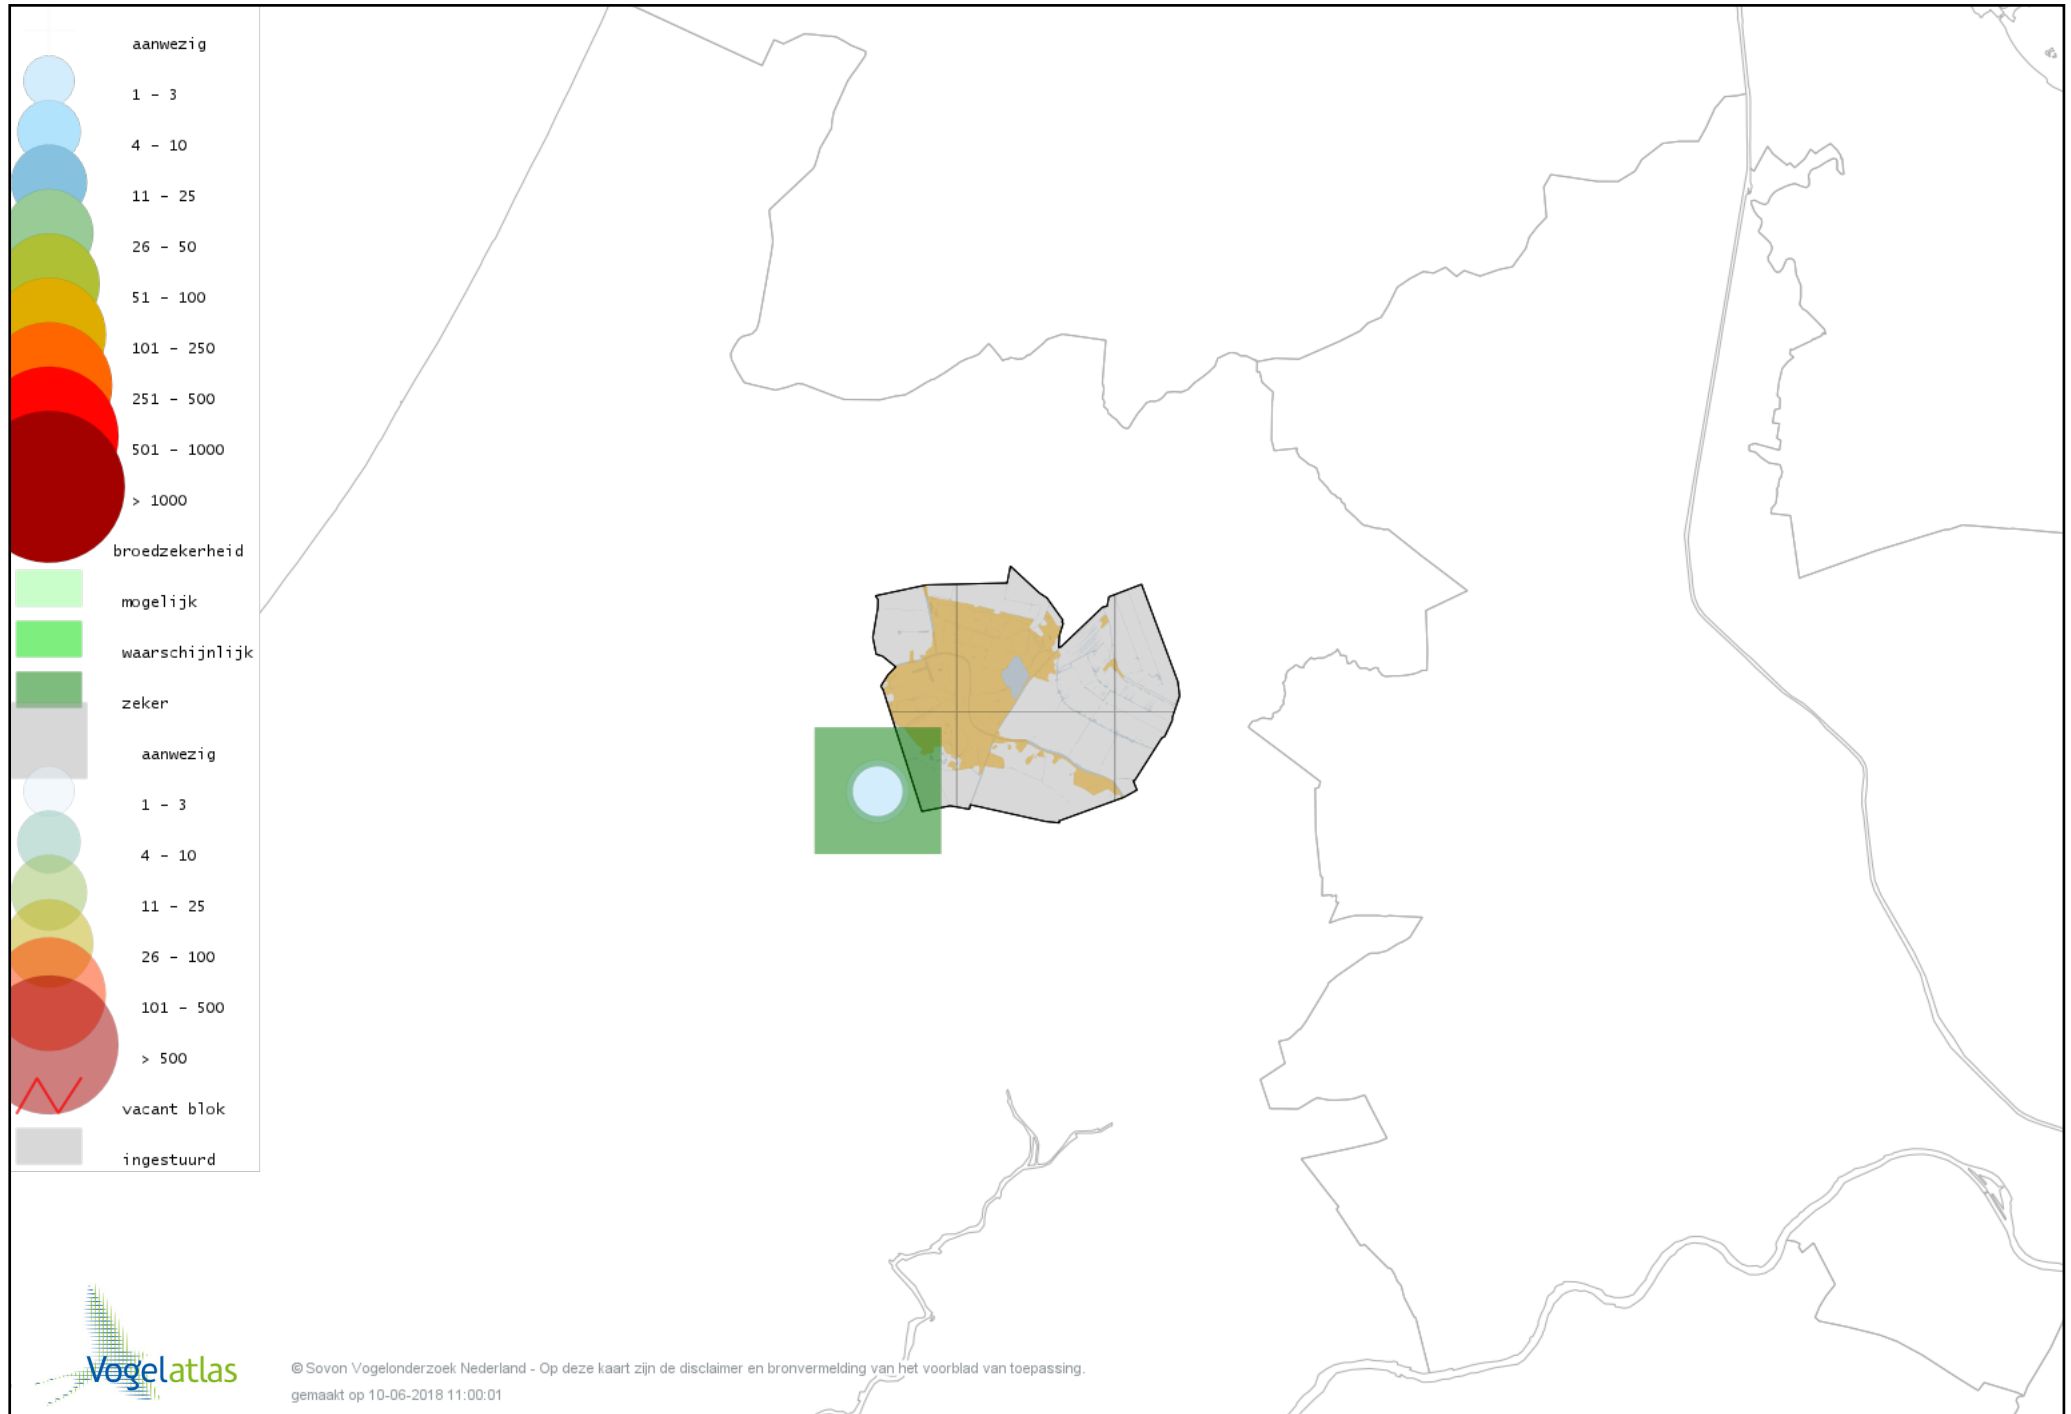 aanwezig
1 - 3
4 - 10
11 - 25
26 - 50
51 - 100
101 - 250
251 - 500
501 - 1000
> 1000
broedzekerheid
mogelijk
waarschijnlijk
zeker
aanwezig
1 - 3
4 - 10
11 - 25
26 - 100
101 - 500
> 500
vacant blok
ingestuurd
Vogelatlas
© Sovon Vogelonderzoek Nederland - Op deze kaart zijn de disclaimer en bronvermelding van het voorblad van toepassing.
gemaakt op 10-06-2018 11:00:01